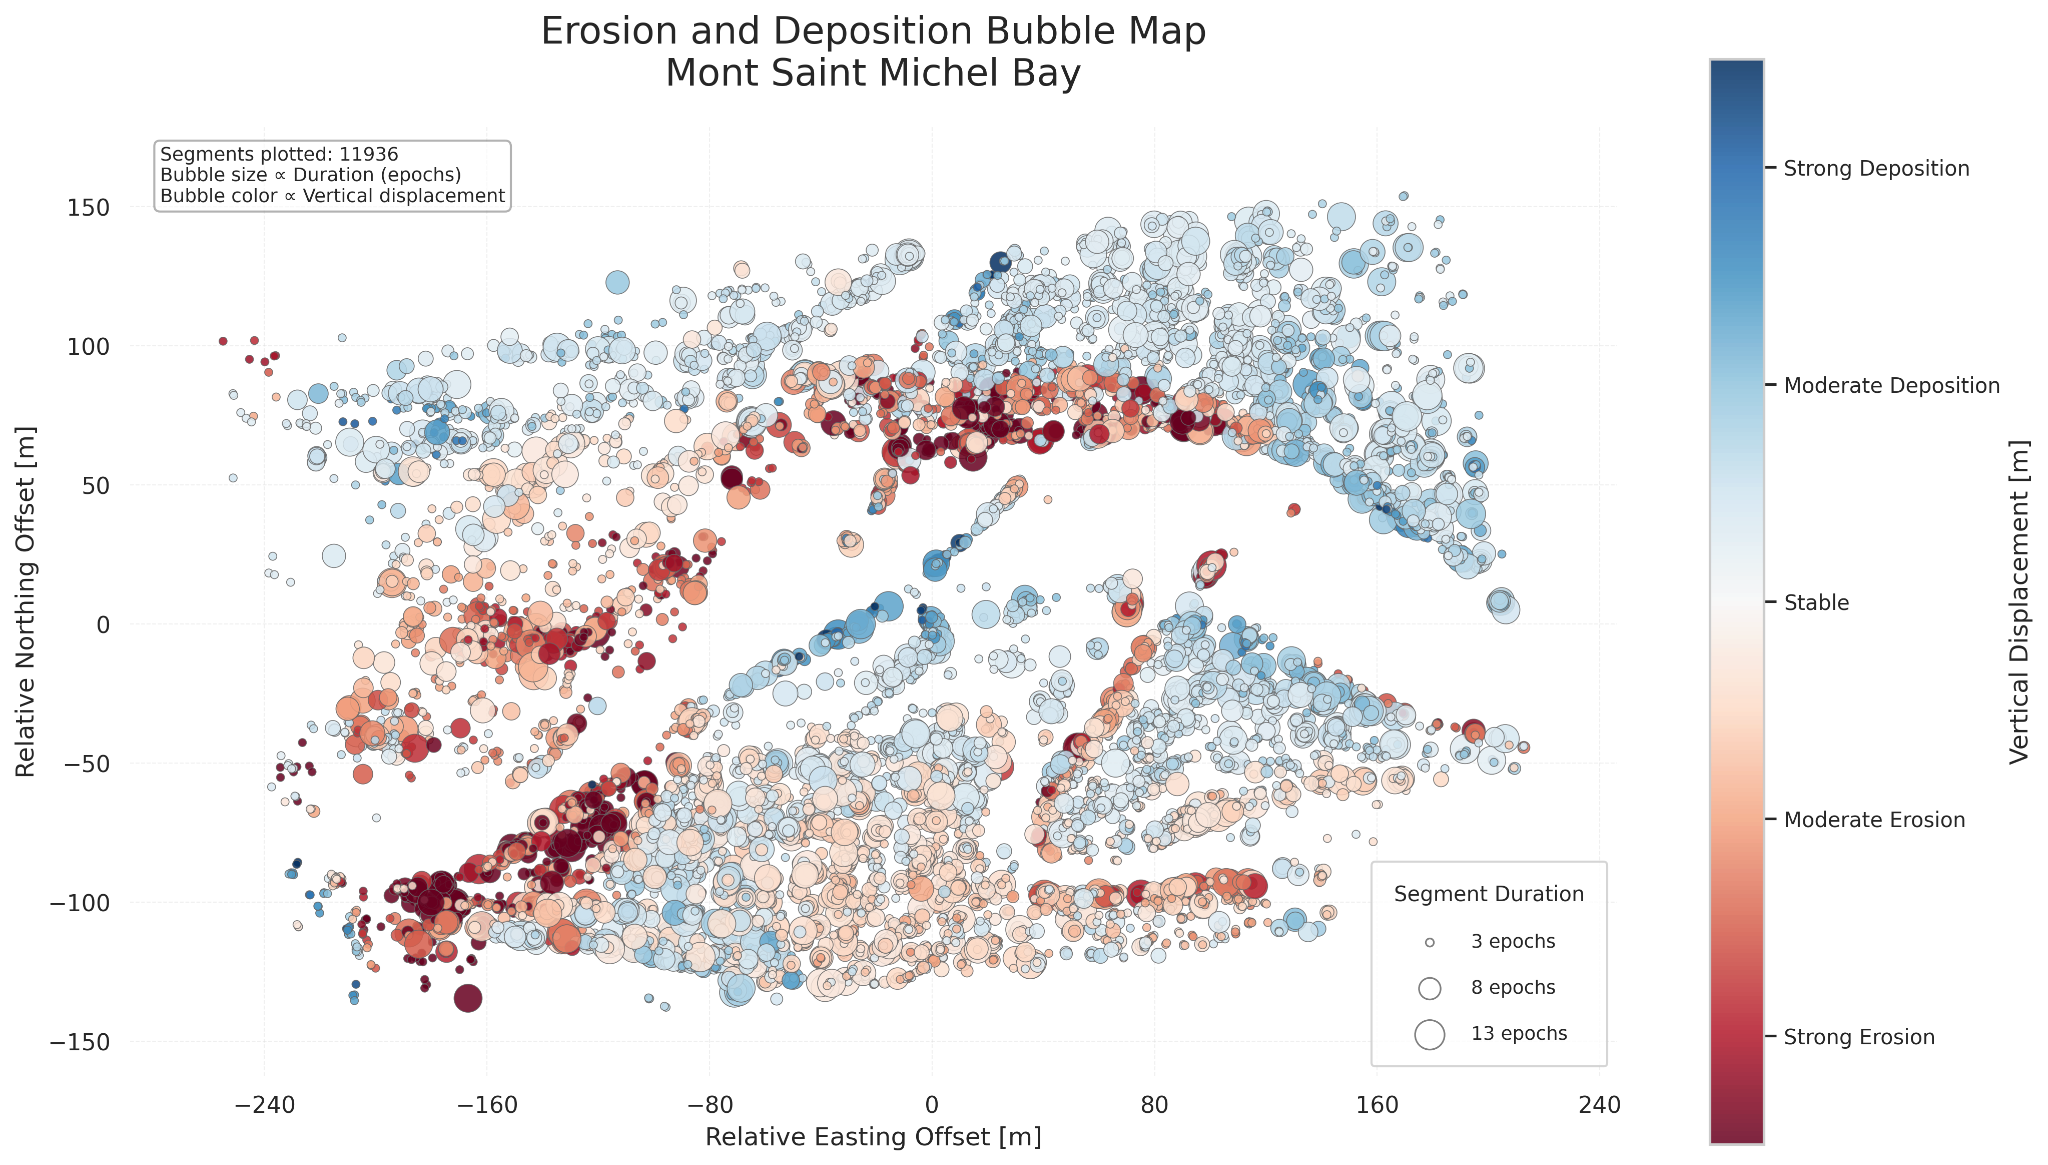 Erosion and Deposition Bubble Map
Mont Saint Michel Bay
Segments plotted: 11936
Bubble size ∝ Duration (epochs)
Bubble color ∝ Vertical displacement
Relative Northing Offset [m]
150
100
50
0
−50
−100
−150
−240
−160
−80
0
80
160
240
Relative Easting Offset [m]
Segment Duration
3 epochs
8 epochs
13 epochs
Strong Deposition
Moderate Deposition
Stable
Moderate Erosion
Strong Erosion
Vertical Displacement [m]